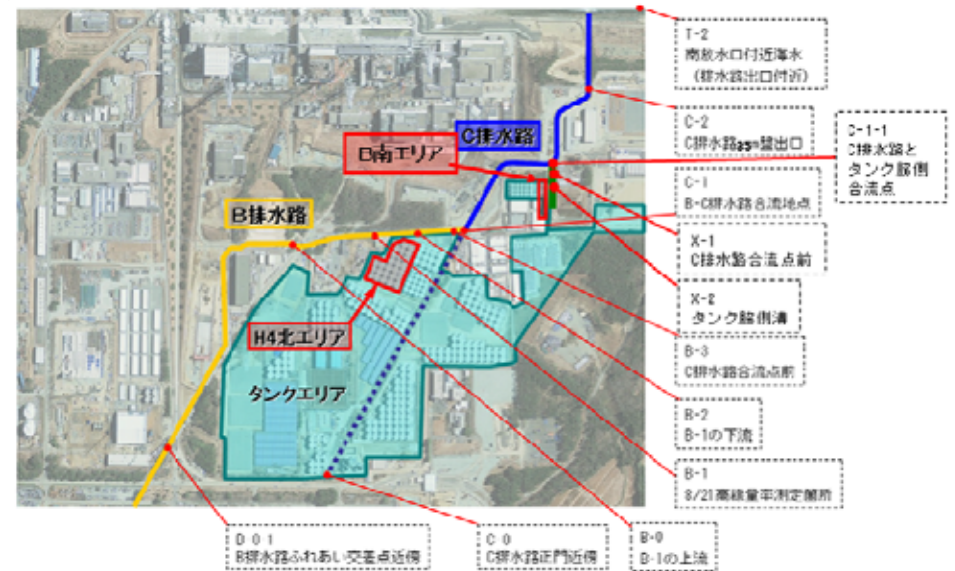 T-2
南放水口付近海水
(排水路出口付近)
C-2
C排水路35m盤出口
C-1-1
C排水路と
タンク脇側
合流点
C-1
B-C排水路合流地点
X-1
C排水路合流点前
X-2
タンク脇側溝
B-3
C排水路合流点前
B-2
B-1の下流
B-1
8/21高線量率測定箇所
B-0
B-1の上流
C 0
C排水路正門近傍
D 0 1
B排水路ふれあい交差点近傍
C排水路
B南エリア
B排水路
H4北エリア
タンクエリア